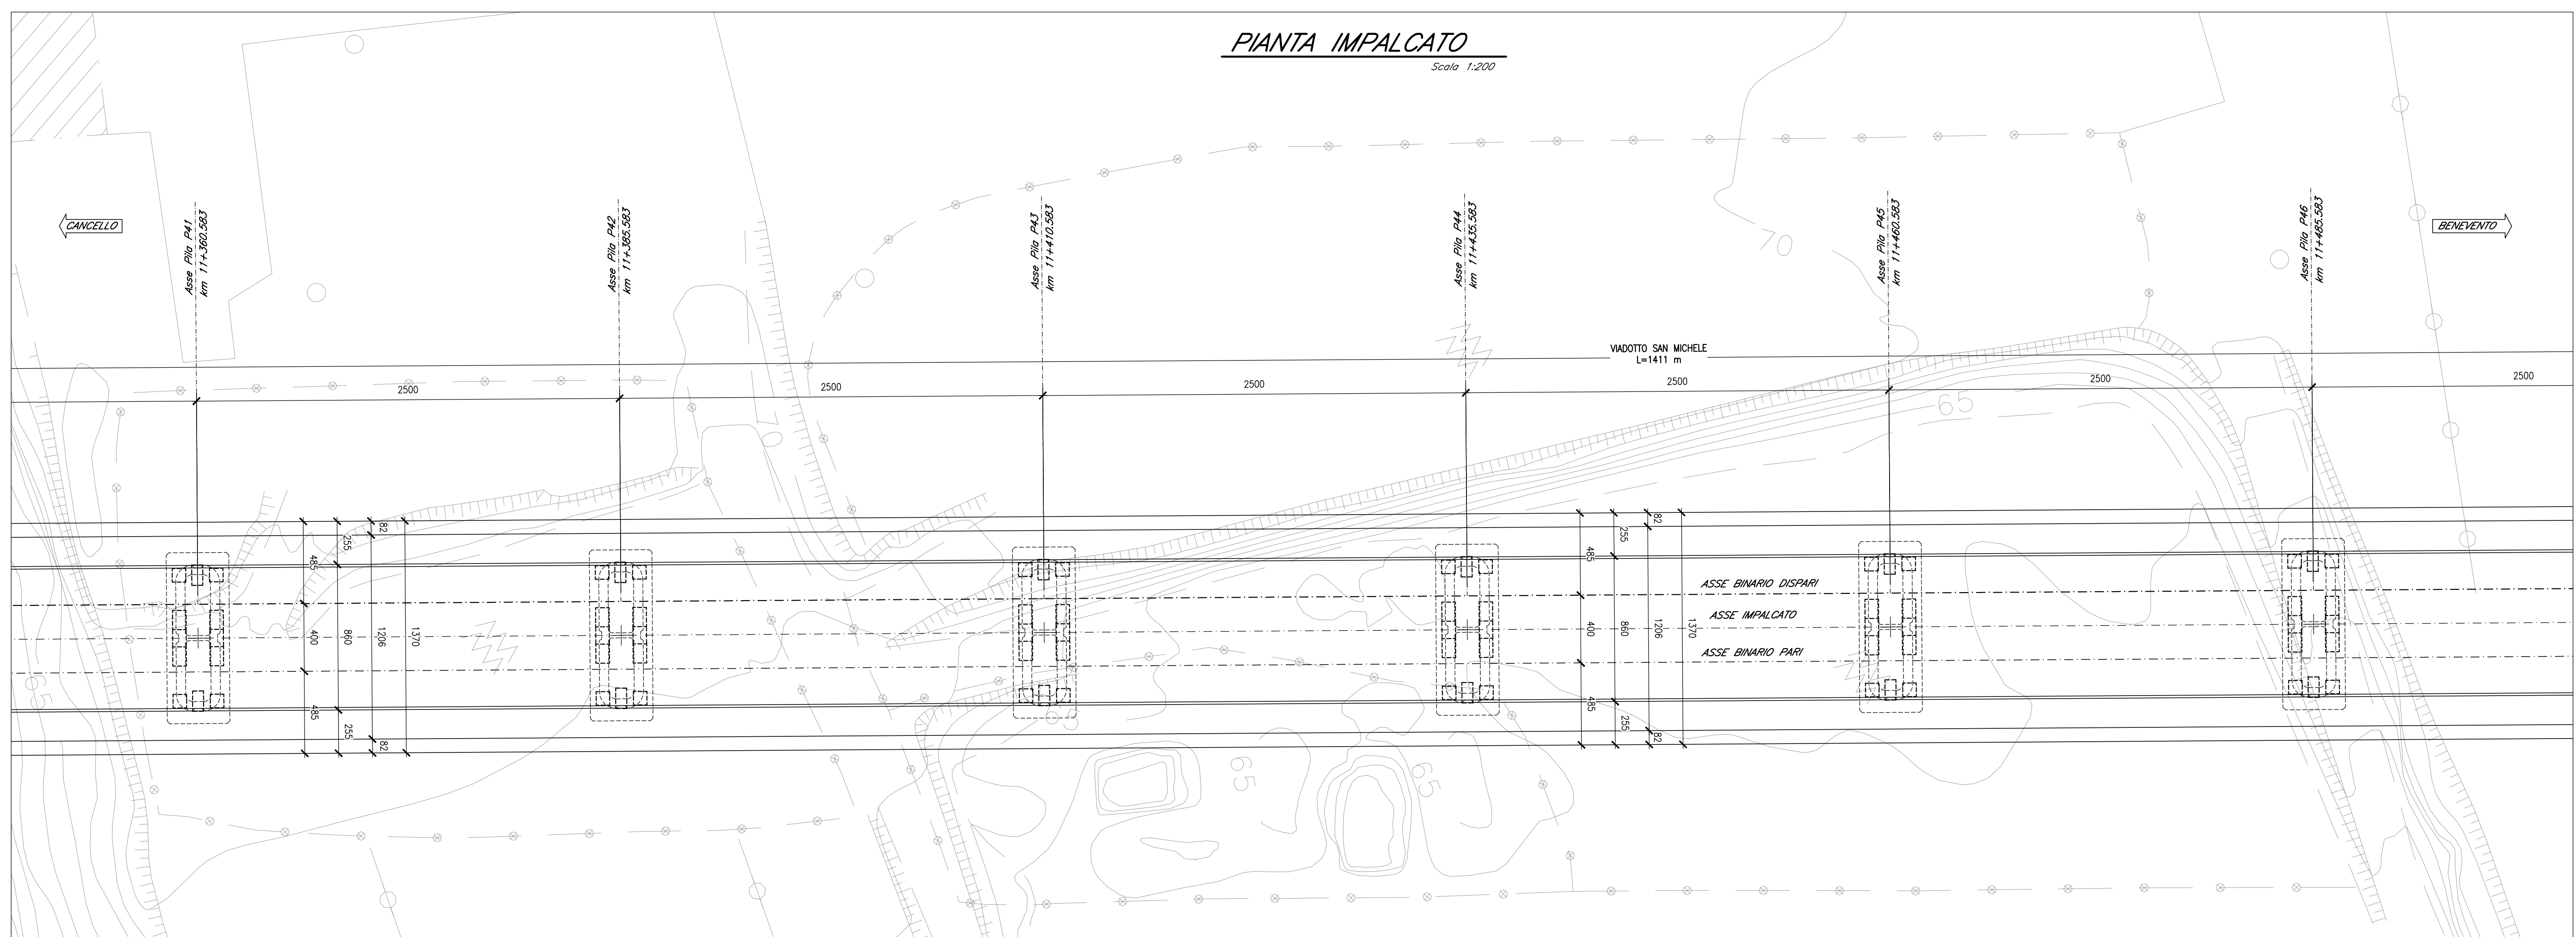 PIANTA IMPALCATO
Scala 1:200
CANCELLO
BENEVENTO
Asse Pila P41
km 11+360.583
Asse Pila P42
km 11+385.583
Asse Pila P43
km 11+410.583
Asse Pila P44
km 11+435.583
Asse Pila P45
km 11+460.583
Asse Pila P46
km 11+485.583
70
VIADOTTO SAN MICHELE
L=1411 m
2500
2500
2500
2500
2500
2500
65
70
485
255
82
400
860
1206
1370
485
255
82
485
255
82
400
860
1206
1370
485
255
82
ASSE BINARIO DISPARI
ASSE IMPALCATO
ASSE BINARIO PARI
65
65
65